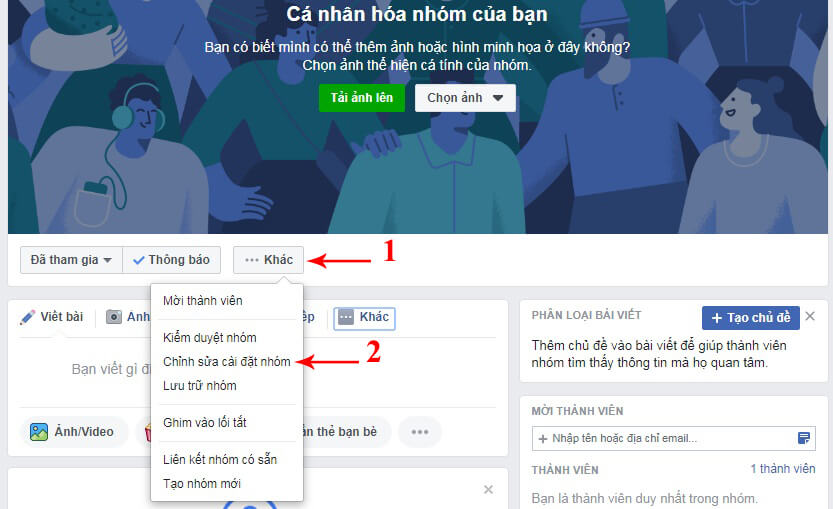 Cá nhân hóa nhóm của bạn
Bạn có biết mình có thể thêm ảnh hoặc hình minh họa ở đây không?
Chọn ảnh thể hiện cá tính của nhóm.
Tải ảnh lên
Chọn ảnh
Đã tham gia
Thông báo
Khác
1
Mời thành viên
Kiểm duyệt nhóm
Chỉnh sửa cài đặt nhóm
2
Lưu trữ nhóm
Ghim vào lối tắt
Liên kết nhóm có sẵn
Tạo nhóm mới
Viết bài
Khác
Bạn viết gì đi
Ảnh/Video
thẻ bạn bè
PHÂN LOẠI BÀI VIẾT
+ Tạo chủ đề
Thêm chủ đề vào bài viết để giúp thành viên
nhóm tìm thấy thông tin mà họ quan tâm.
MỜI THÀNH VIÊN
+ Nhập tên hoặc địa chỉ email...
THÀNH VIÊN
1 thành viên
Bạn là thành viên duy nhất trong nhóm.